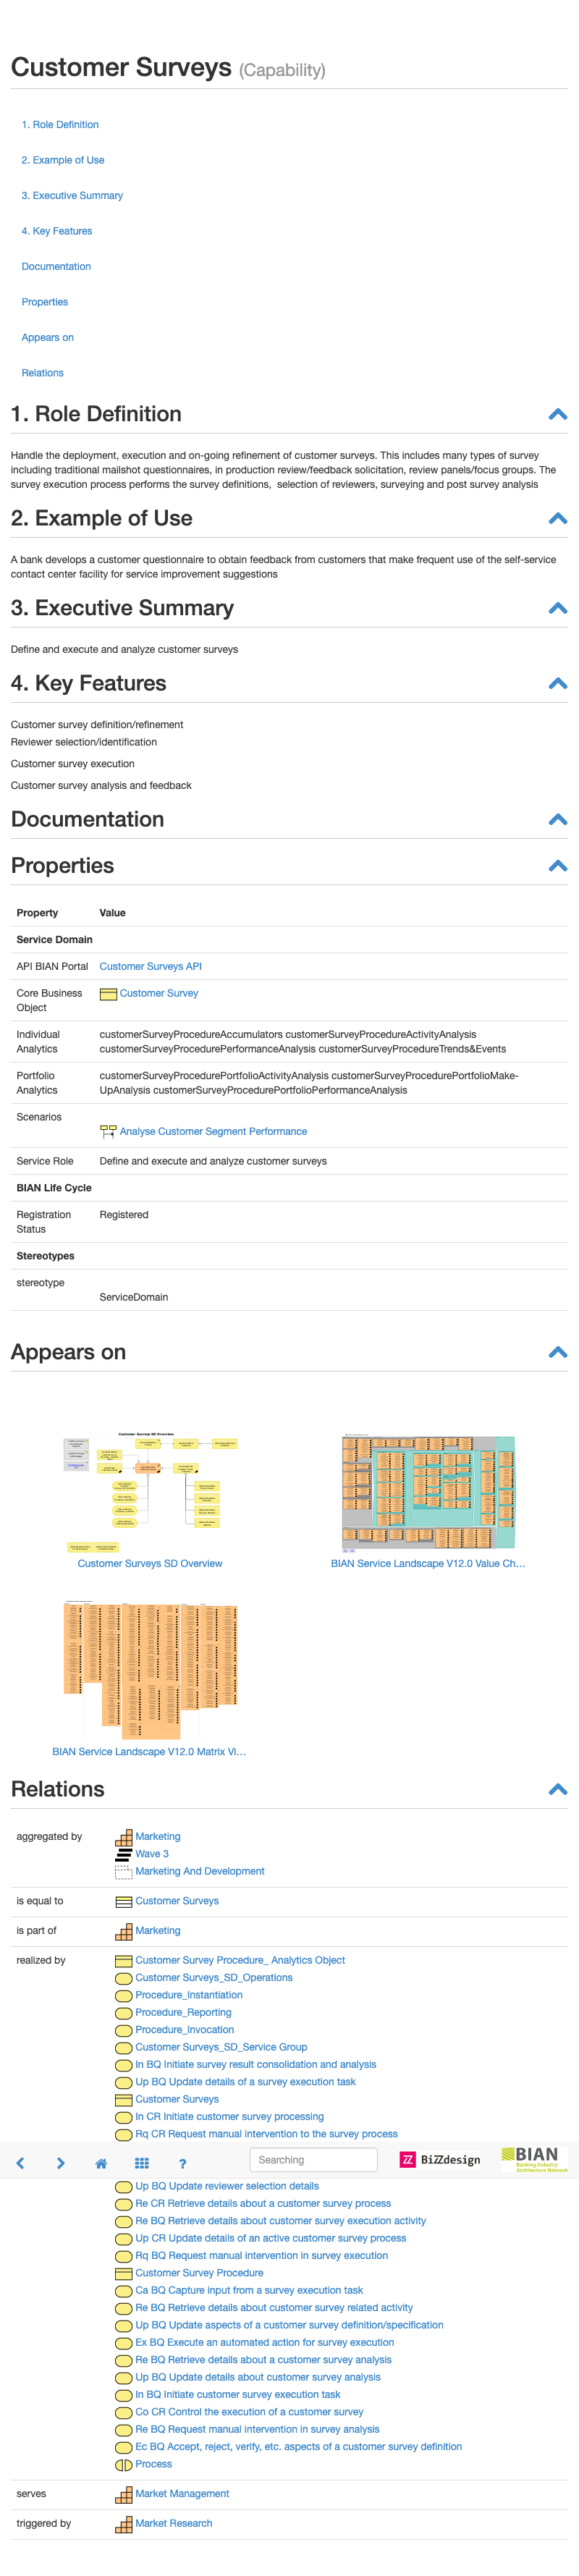 Customer Surveys (Capability)
1. Role Definition
2. Example of Use
3. Executive Summary
4. Key Features
Documentation
Properties
Appears on
Relations
1. Role Definition
Handle the deployment, execution and on-going refinement of customer surveys. This includes many types of survey
including traditional mailshot questionnaires, in production review/feedback solicitation, review panels/focus groups. The
survey execution process performs the survey definitions, selection of reviewers, surveying and post survey analysis
2. Example of Use
A bank develops a customer questionnaire to obtain feedback from customers that make frequent use of the self-service
contact center facility for service improvement suggestions
3. Executive Summary
Define and execute and analyze customer surveys
4. Key Features
Customer survey definition/refinement
Reviewer selection/identification
Customer survey execution
Customer survey analysis and feedback
Documentation
Properties
Property Value
Service Domain
API BIAN Portal Customer Surveys API
Core Business Customer Survey
Object
Individual customerSurveyProcedureAccumulators customerSurveyProcedureActivityAnalysis
Analytics customerSurveyProcedurePerformanceAnalysis customerSurveyProcedureTrends&Events
Portfolio customerSurveyProcedurePortfolioActivityAnalysis customerSurveyProcedurePortfolioMake-
Analytics UpAnalysis customerSurveyProcedurePortfolioPerformanceAnalysis
Scenarios
Analyse Customer Segment Performance
Service Role Define and execute and analyze customer surveys
BIAN Life Cycle
Registration Registered
Status
Stereotypes
stereotype
ServiceDomain
Appears on
Customer Survey SD Overview
Customer Surveys SD Overview BIAN Service Landscape V12.0 Value Ch...
BIAN Service Landscape V12.0 Matrix Vi...
Relations
aggregated by Marketing
Wave 3
Marketing And Development
is equal to Customer Surveys
is part of Marketing
realized by Customer Survey Procedure_ Analytics Object
Customer Surveys_SD_Operations
Procedure_Instantiation
Procedure_Reporting
Procedure_Invocation
Customer Surveys_SD_Service Group
In BQ Initiate survey result consolidation and analysis
Up BQ Update details of a survey execution task
Customer Surveys
In CR Initiate customer survey processing
Rq CR Request manual intervention to the survey process
? Searching ZZ BiZZdesign BIAN
Banking Industry
Architecture Network
Up BQ Update reviewer selection details
Re CR Retrieve details about a customer survey process
Re BQ Retrieve details about customer survey execution activity
Up CR Update details of an active customer survey process
Rq BQ Request manual intervention in survey execution
Customer Survey Procedure
Ca BQ Capture input from a survey execution task
Re BQ Retrieve details about customer survey related activity
Up BQ Update aspects of a customer survey definition/specification
Ex BQ Execute an automated action for survey execution
Re BQ Retrieve details about a customer survey analysis
Up BQ Update details about customer survey analysis
In BQ Initiate customer survey execution task
Co CR Control the execution of a customer survey
Re BQ Request manual intervention in survey analysis
Ec BQ Accept, reject, verify, etc. aspects of a customer survey definition
Process
serves Market Management
triggered by Market Research